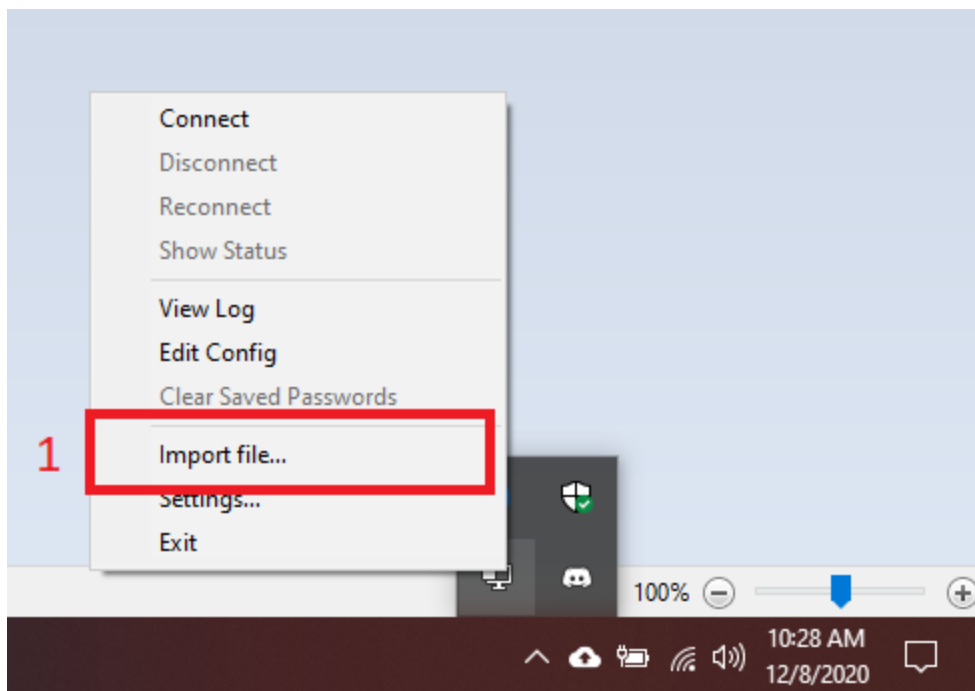 Connect
Disconnect
Reconnect
Show Status
View Log
Edit Config
Clear Saved Passwords
1
Import file...
Settings...
Exit
100%
10:28 AM
12/8/2020